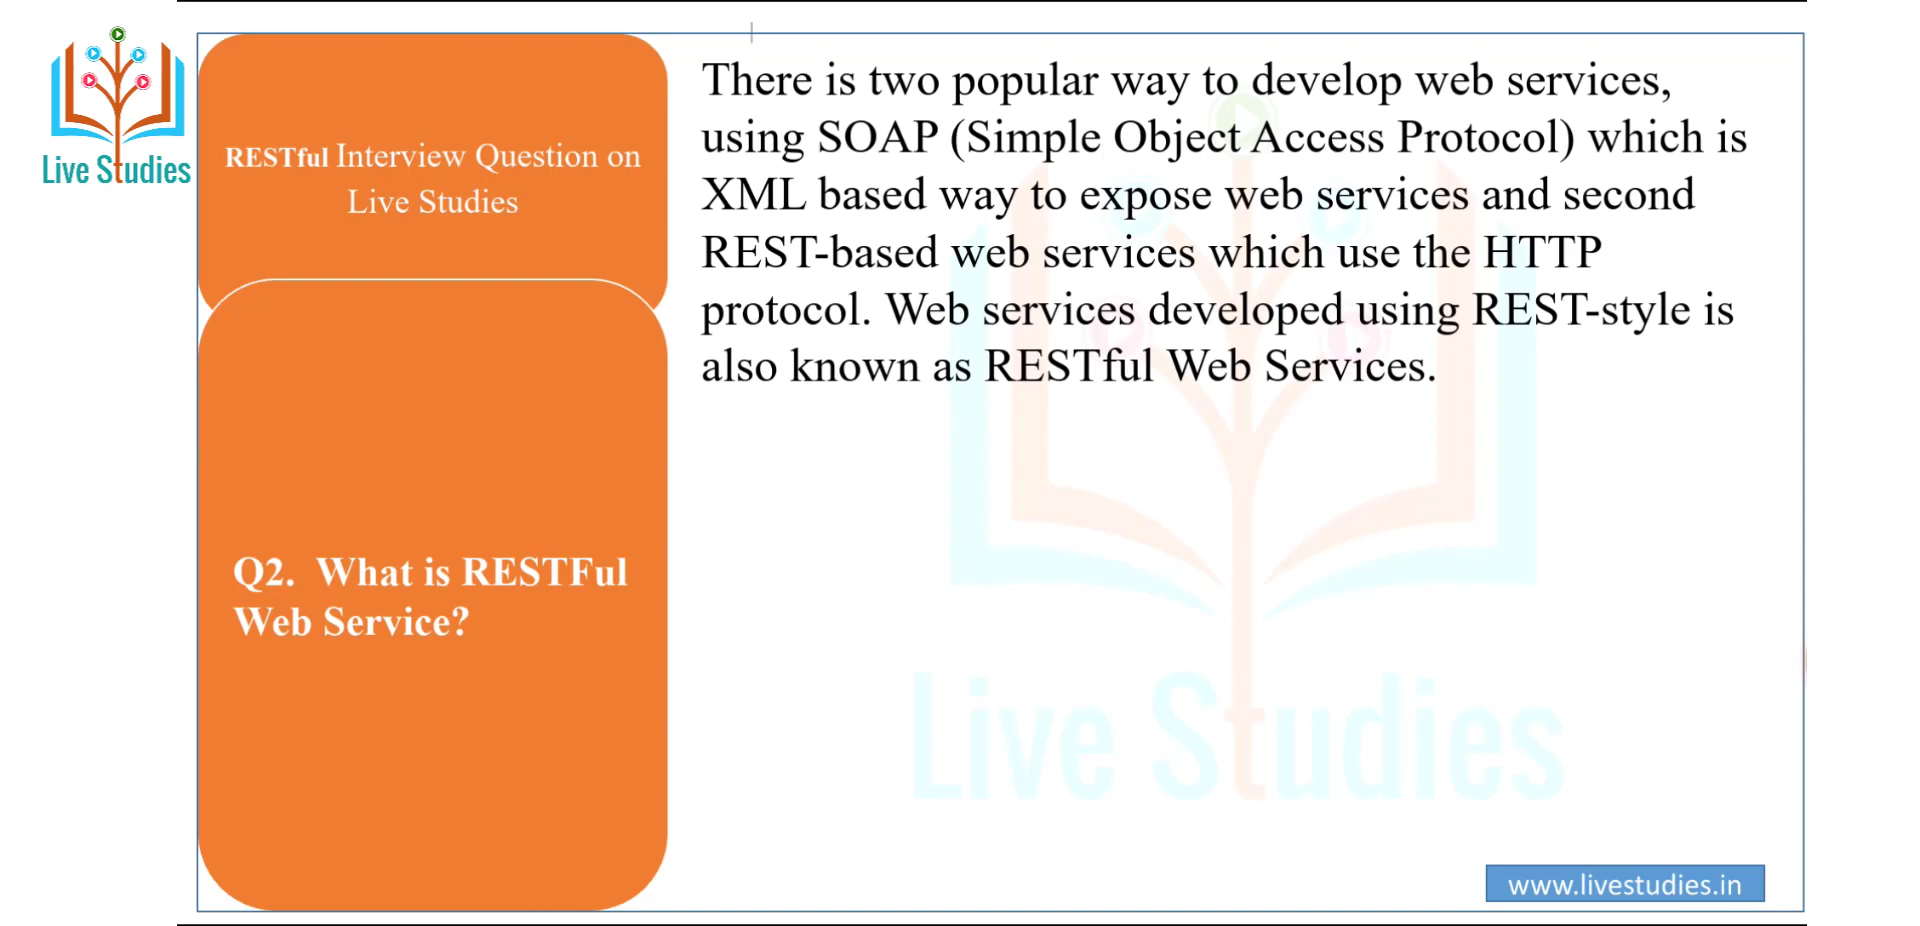 Live Studies
RESTful Interview Question on
Live Studies
Q2. What is RESTFul
Web Service?
There is two popular way to develop web services,
using SOAP (Simple Object Access Protocol) which is
XML based way to expose web services and second
REST-based web services which use the HTTP
protocol. Web services developed using REST-style is
also known as RESTful Web Services.
Live Studies
www.livestudies.in